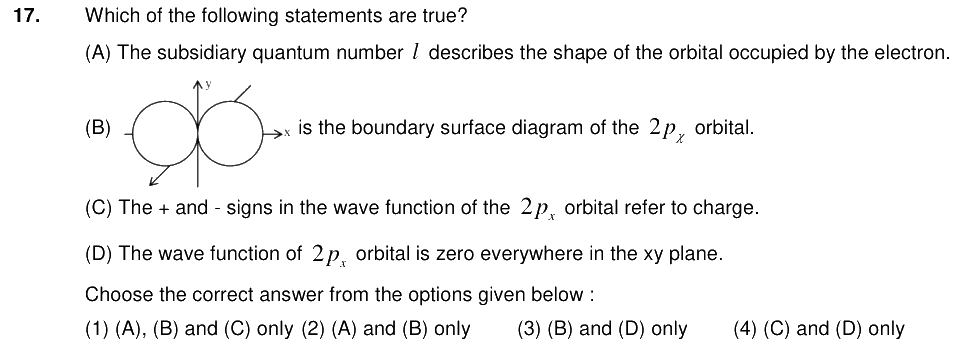 17. Which of the following statements are true?
(A) The subsidiary quantum number l describes the shape of the orbital occupied by the electron.
y
(B) x is the boundary surface diagram of the 2pχ orbital.
(C) The + and - signs in the wave function of the 2pₓ orbital refer to charge.
(D) The wave function of 2pₓ orbital is zero everywhere in the xy plane.
Choose the correct answer from the options given below :
(1) (A), (B) and (C) only (2) (A) and (B) only (3) (B) and (D) only (4) (C) and (D) only